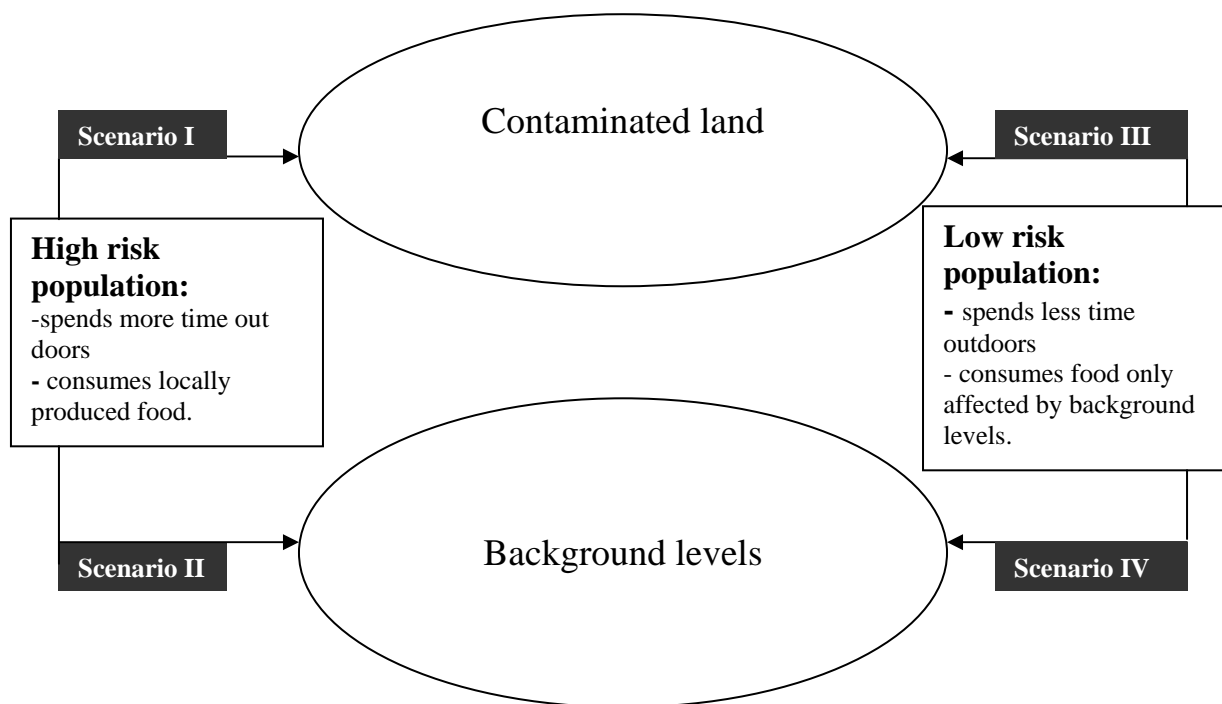 Contaminated land
Scenario I
Scenario III
High risk
population:
-spends more time out
doors
- consumes locally
produced food.
Low risk
population:
- spends less time
outdoors
- consumes food only
affected by background
levels.
Background levels
Scenario II
Scenario IV